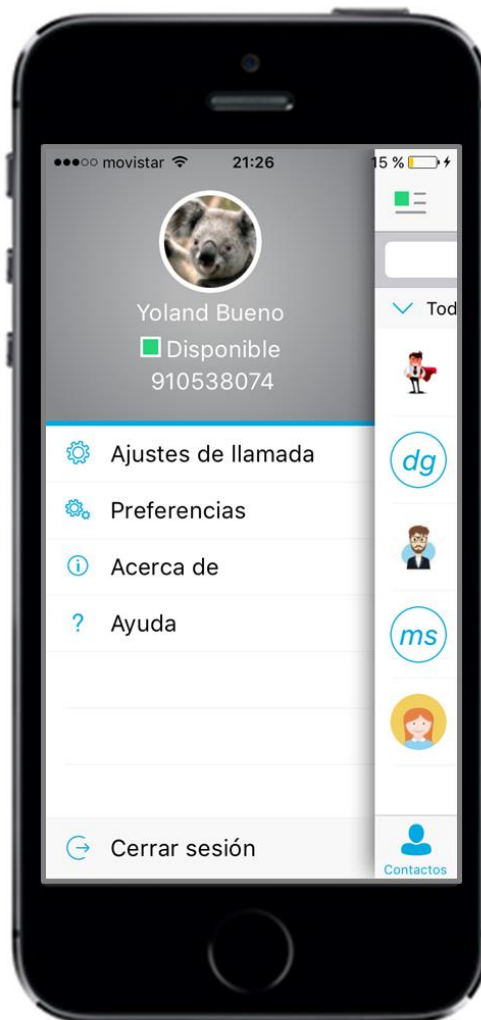 movistar 21:26 15 %
Yoland Bueno
Disponible
910538074
Tod
Ajustes de llamada
dg
Preferencias
Acerca de
Ayuda
ms
Cerrar sesión
Contactos